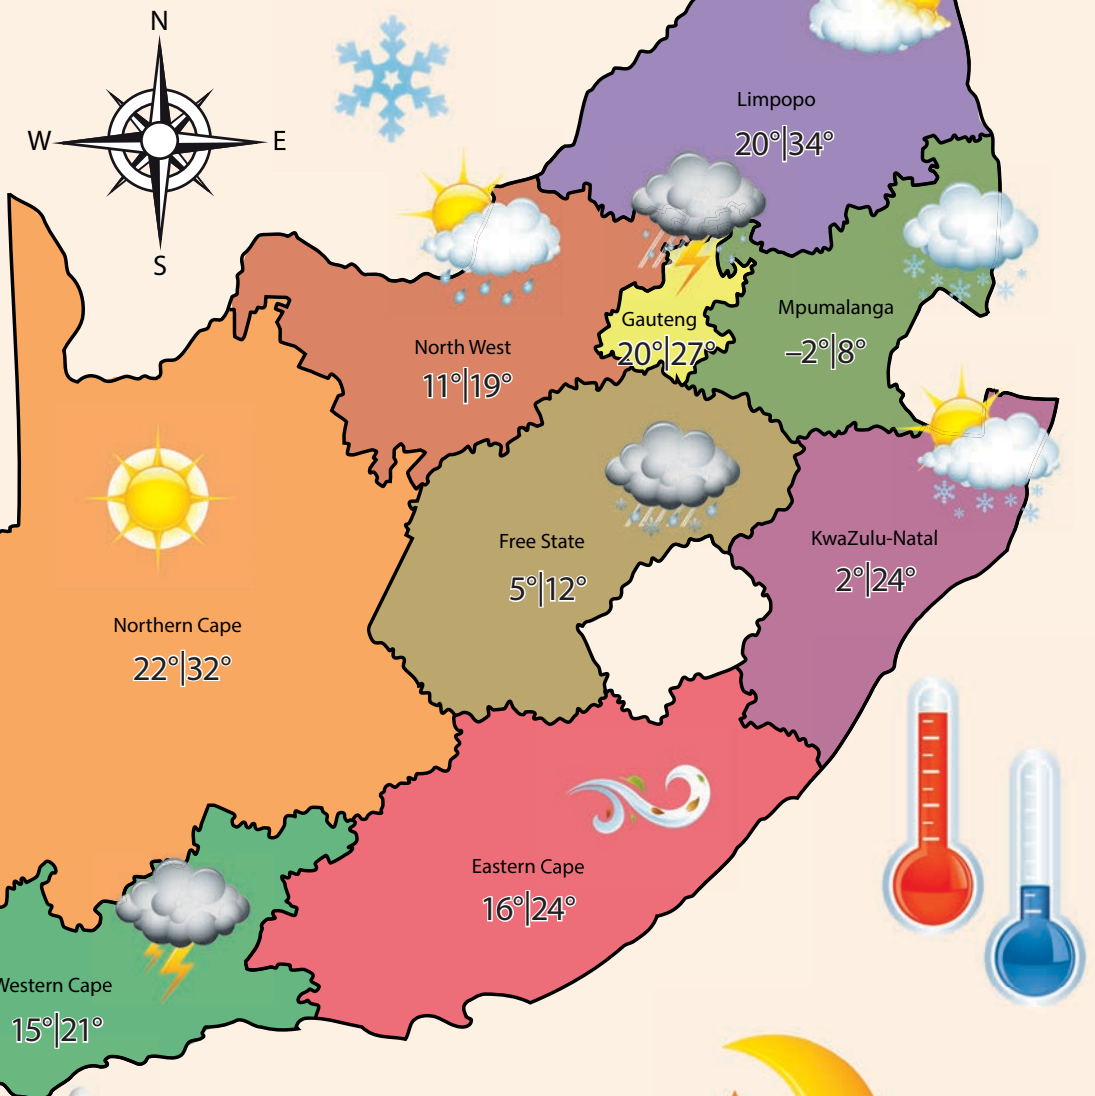 N
W
E
S
Limpopo
20°|34°
Gauteng
20°|27°
Mpumalanga
–2°|8°
North West
11°|19°
Free State
5°|12°
KwaZulu-Natal
2°|24°
Northern Cape
22°|32°
Eastern Cape
16°|24°
Western Cape
15°|21°